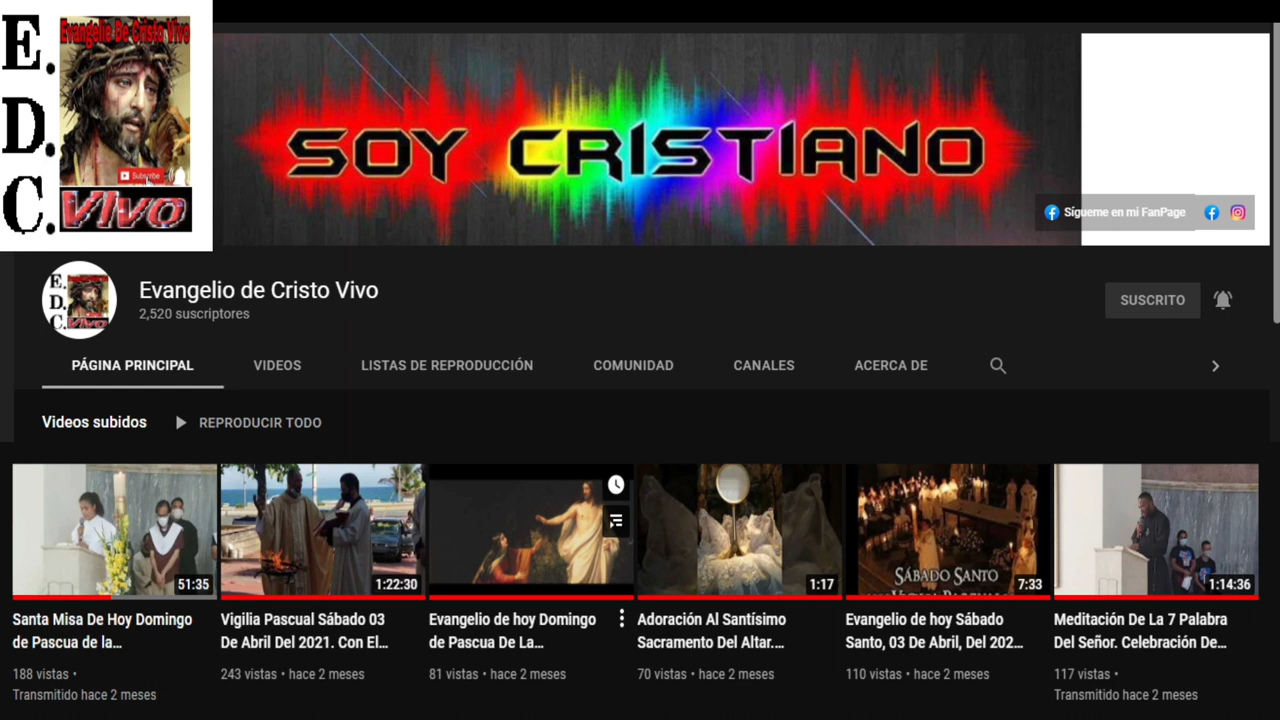 E.
D.
C.
Evangelio De Cristo Vivo
Subscribe
Vivo
SOY CRISTIANO
Sígueme en mi FanPage
Evangelio de Cristo Vivo
2,520 suscriptores
SUSCRITO
PÁGINA PRINCIPAL
VIDEOS
LISTAS DE REPRODUCCIÓN
COMUNIDAD
CANALES
ACERCA DE
Videos subidos
REPRODUCIR TODO
51:35
1:22:30
1:17
SÁBADO SANTO
7:33
1:14:36
Santa Misa De Hoy Domingo
de Pascua de la...
188 vistas •
Transmitido hace 2 meses
Vigilia Pascual Sábado 03
De Abril Del 2021. Con El...
243 vistas • hace 2 meses
Evangelio de hoy Domingo
de Pascua De La...
81 vistas • hace 2 meses
Adoración Al Santísimo
Sacramento Del Altar....
70 vistas • hace 2 meses
Evangelio de hoy Sábado
Santo, 03 De Abril, Del 202...
110 vistas • hace 2 meses
Meditación De La 7 Palabra
Del Señor. Celebración De...
117 vistas •
Transmitido hace 2 meses